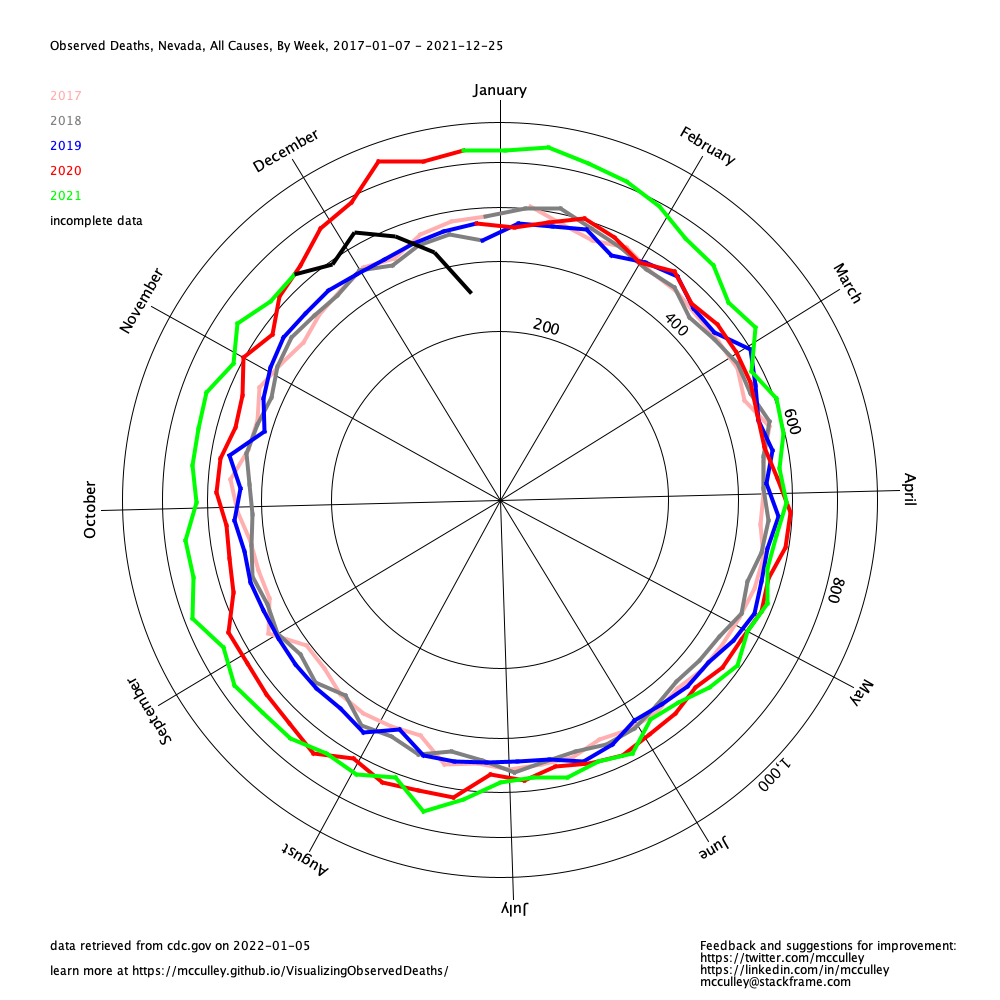 Observed Deaths, Nevada, All Causes, By Week, 2017-01-07 - 2021-12-25
2017
2018
2019
2020
2021
incomplete data
January
February
March
April
May
June
July
August
September
October
November
December
200
400
600
800
1,000
data retrieved from cdc.gov on 2022-01-05
learn more at https://mcculley.github.io/VisualizingObservedDeaths/
Feedback and suggestions for improvement:
https://twitter.com/mcculley
https://linkedin.com/in/mcculley
mcculley@stackframe.com